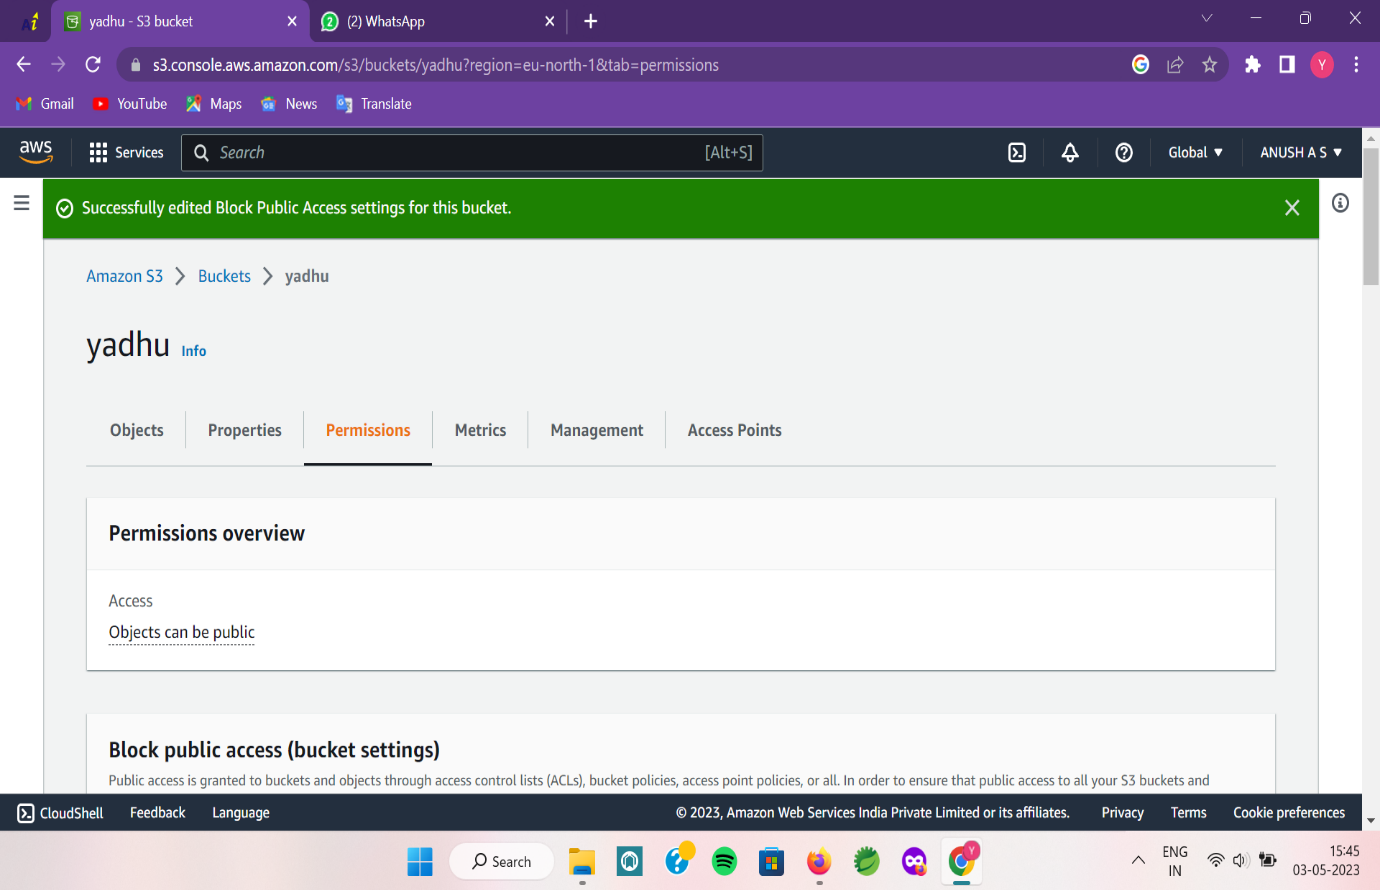 yadhu - S3 bucket
(2) WhatsApp
s3.console.aws.amazon.com/s3/buckets/yadhu?region=eu-north-1&tab=permissions
Y
Gmail
YouTube
Maps
News
Translate
aws
Services
Search
[Alt+S]
Global
ANUSH A S
Successfully edited Block Public Access settings for this bucket.
Amazon S3
Buckets
yadhu
yadhu Info
Objects
Properties
Permissions
Metrics
Management
Access Points
Permissions overview
Access
Objects can be public
Block public access (bucket settings)
Public access is granted to buckets and objects through access control lists (ACLs), bucket policies, access point policies, or all. In order to ensure that public access to all your S3 buckets and
CloudShell
Feedback
Language
© 2023, Amazon Web Services India Private Limited or its affiliates.
Privacy
Terms
Cookie preferences
Search
Y
ENG
IN
15:45
03-05-2023